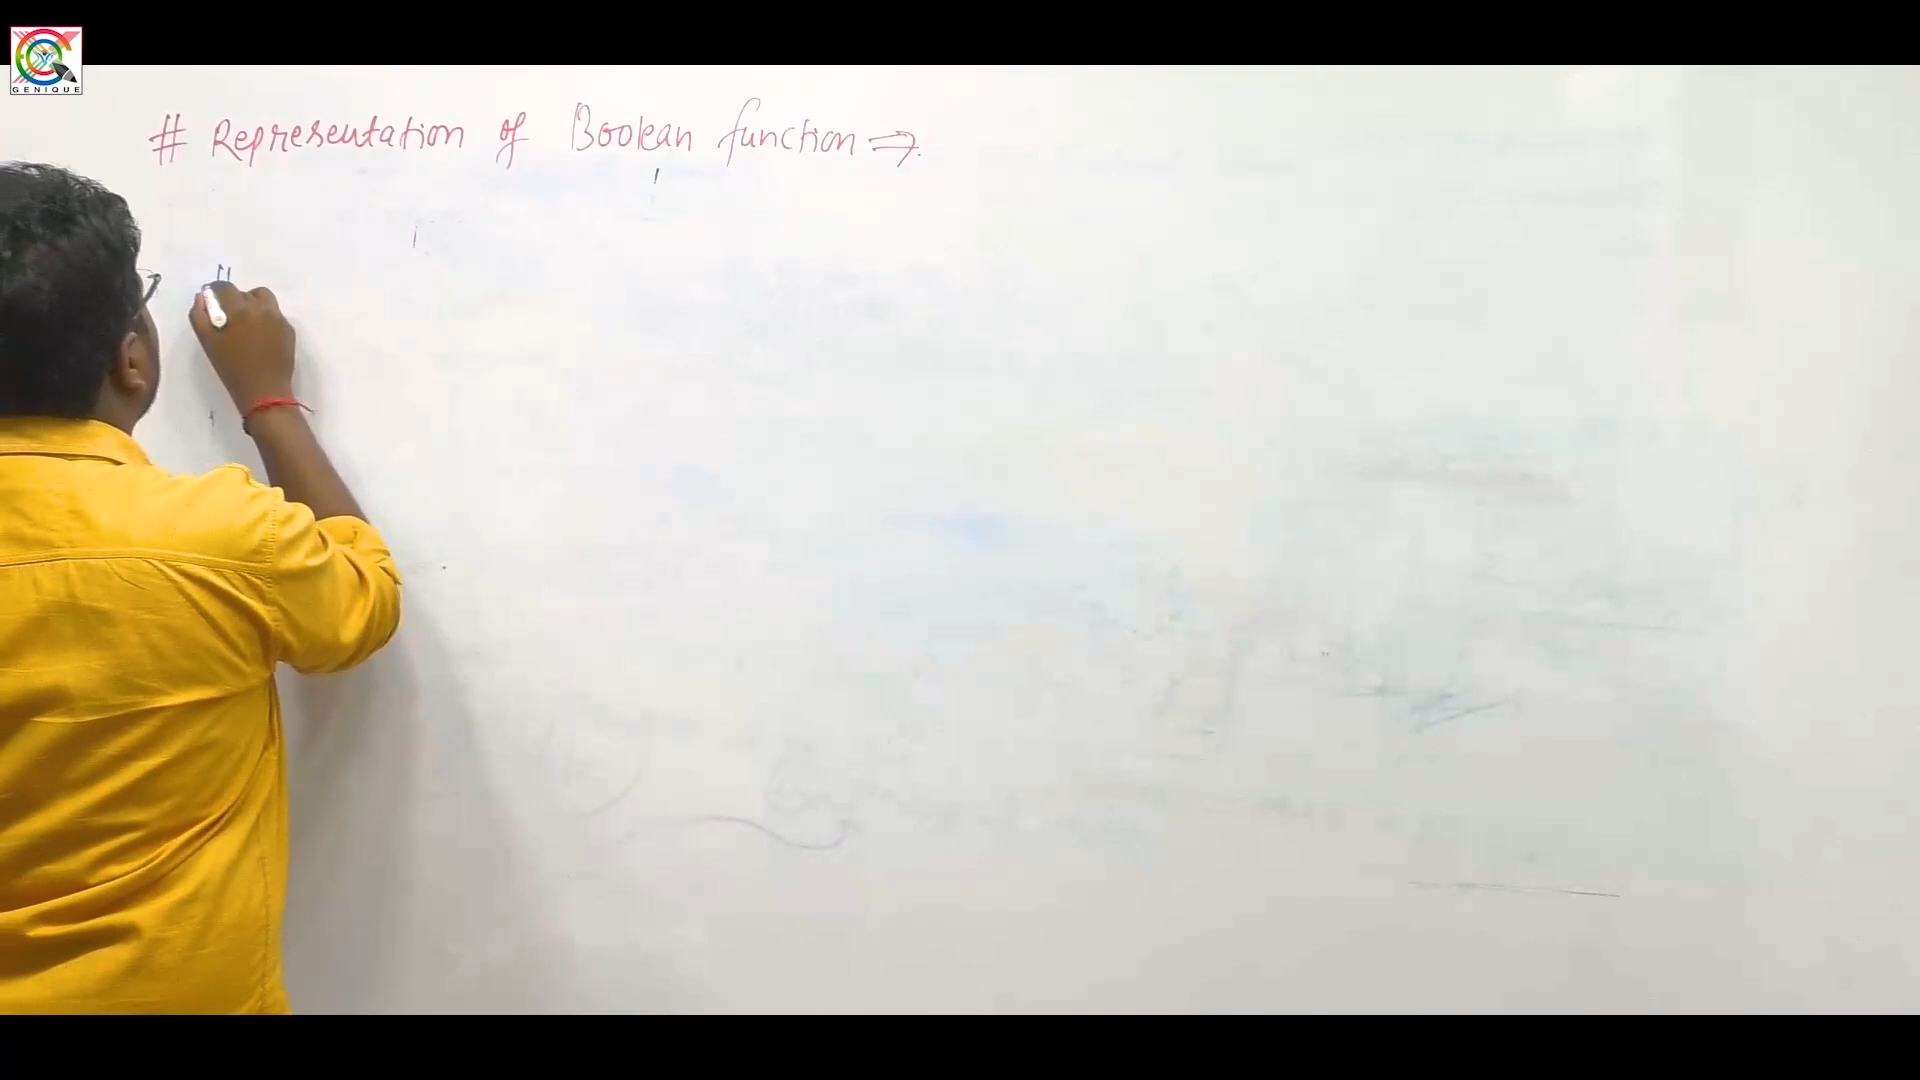 GENIQUE
# Representation of Boolean function ⇒.